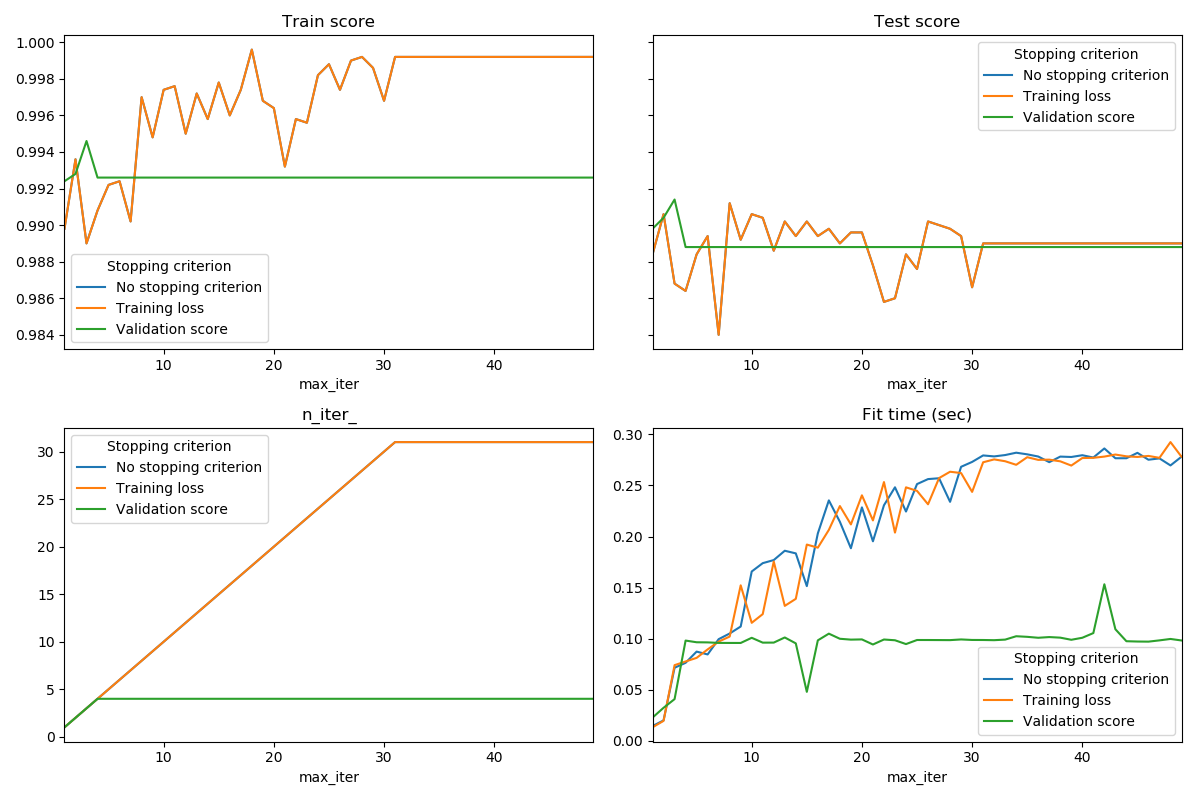 Train score
1.000
0.998
0.996
0.994
0.992
0.990
0.988
0.986
0.984
Stopping criterion
No stopping criterion
Training loss
Validation score
10
20
30
40
max_iter
Test score
Stopping criterion
No stopping criterion
Training loss
Validation score
10
20
30
40
max_iter
n_iter_
30
25
20
15
10
5
0
Stopping criterion
No stopping criterion
Training loss
Validation score
10
20
30
40
max_iter
Fit time (sec)
0.30
0.25
0.20
0.15
0.10
0.05
0.00
Stopping criterion
No stopping criterion
Training loss
Validation score
10
20
30
40
max_iter